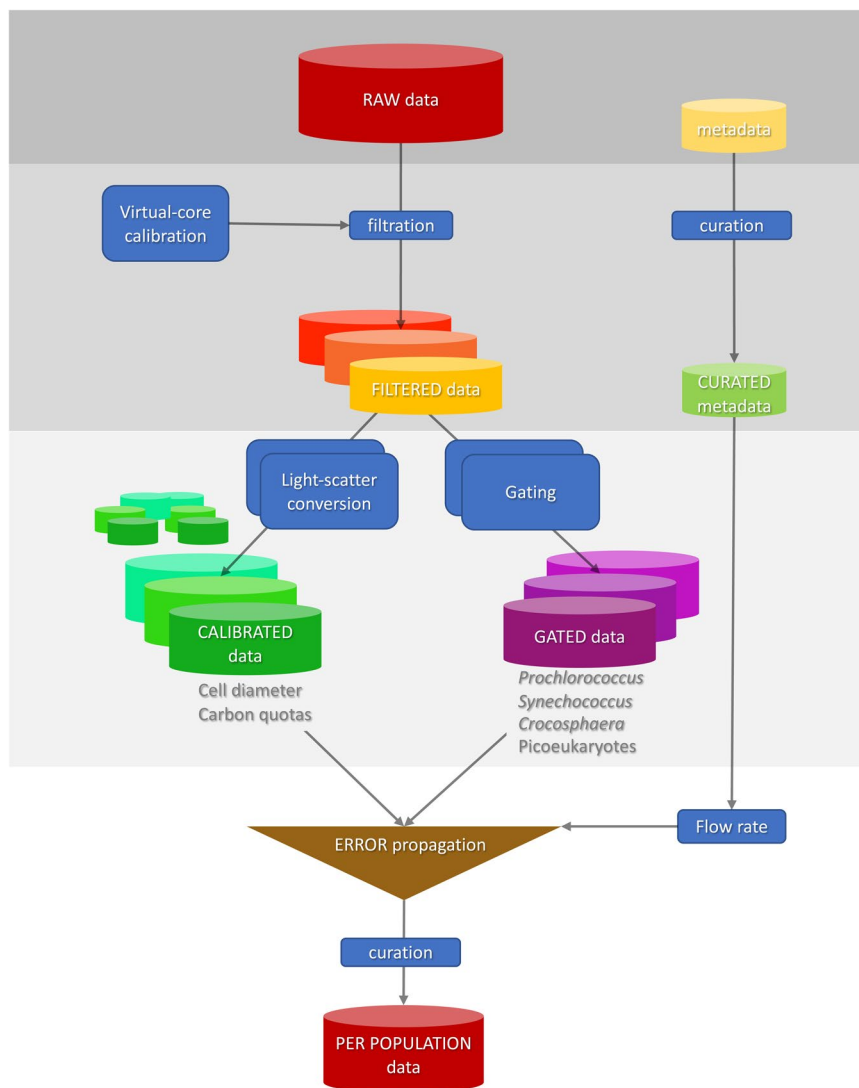 RAW data
metadata
Virtual-core
calibration
filtration
curation
FILTERED data
CURATED
metadata
Light-scatter
conversion
Gating
CALIBRATED
data
GATED data
Cell diameter
Carbon quotas
Prochlorococcus
Synechococcus
Crocosphaera
Picoeukaryotes
Flow rate
ERROR propagation
curation
PER POPULATION
data